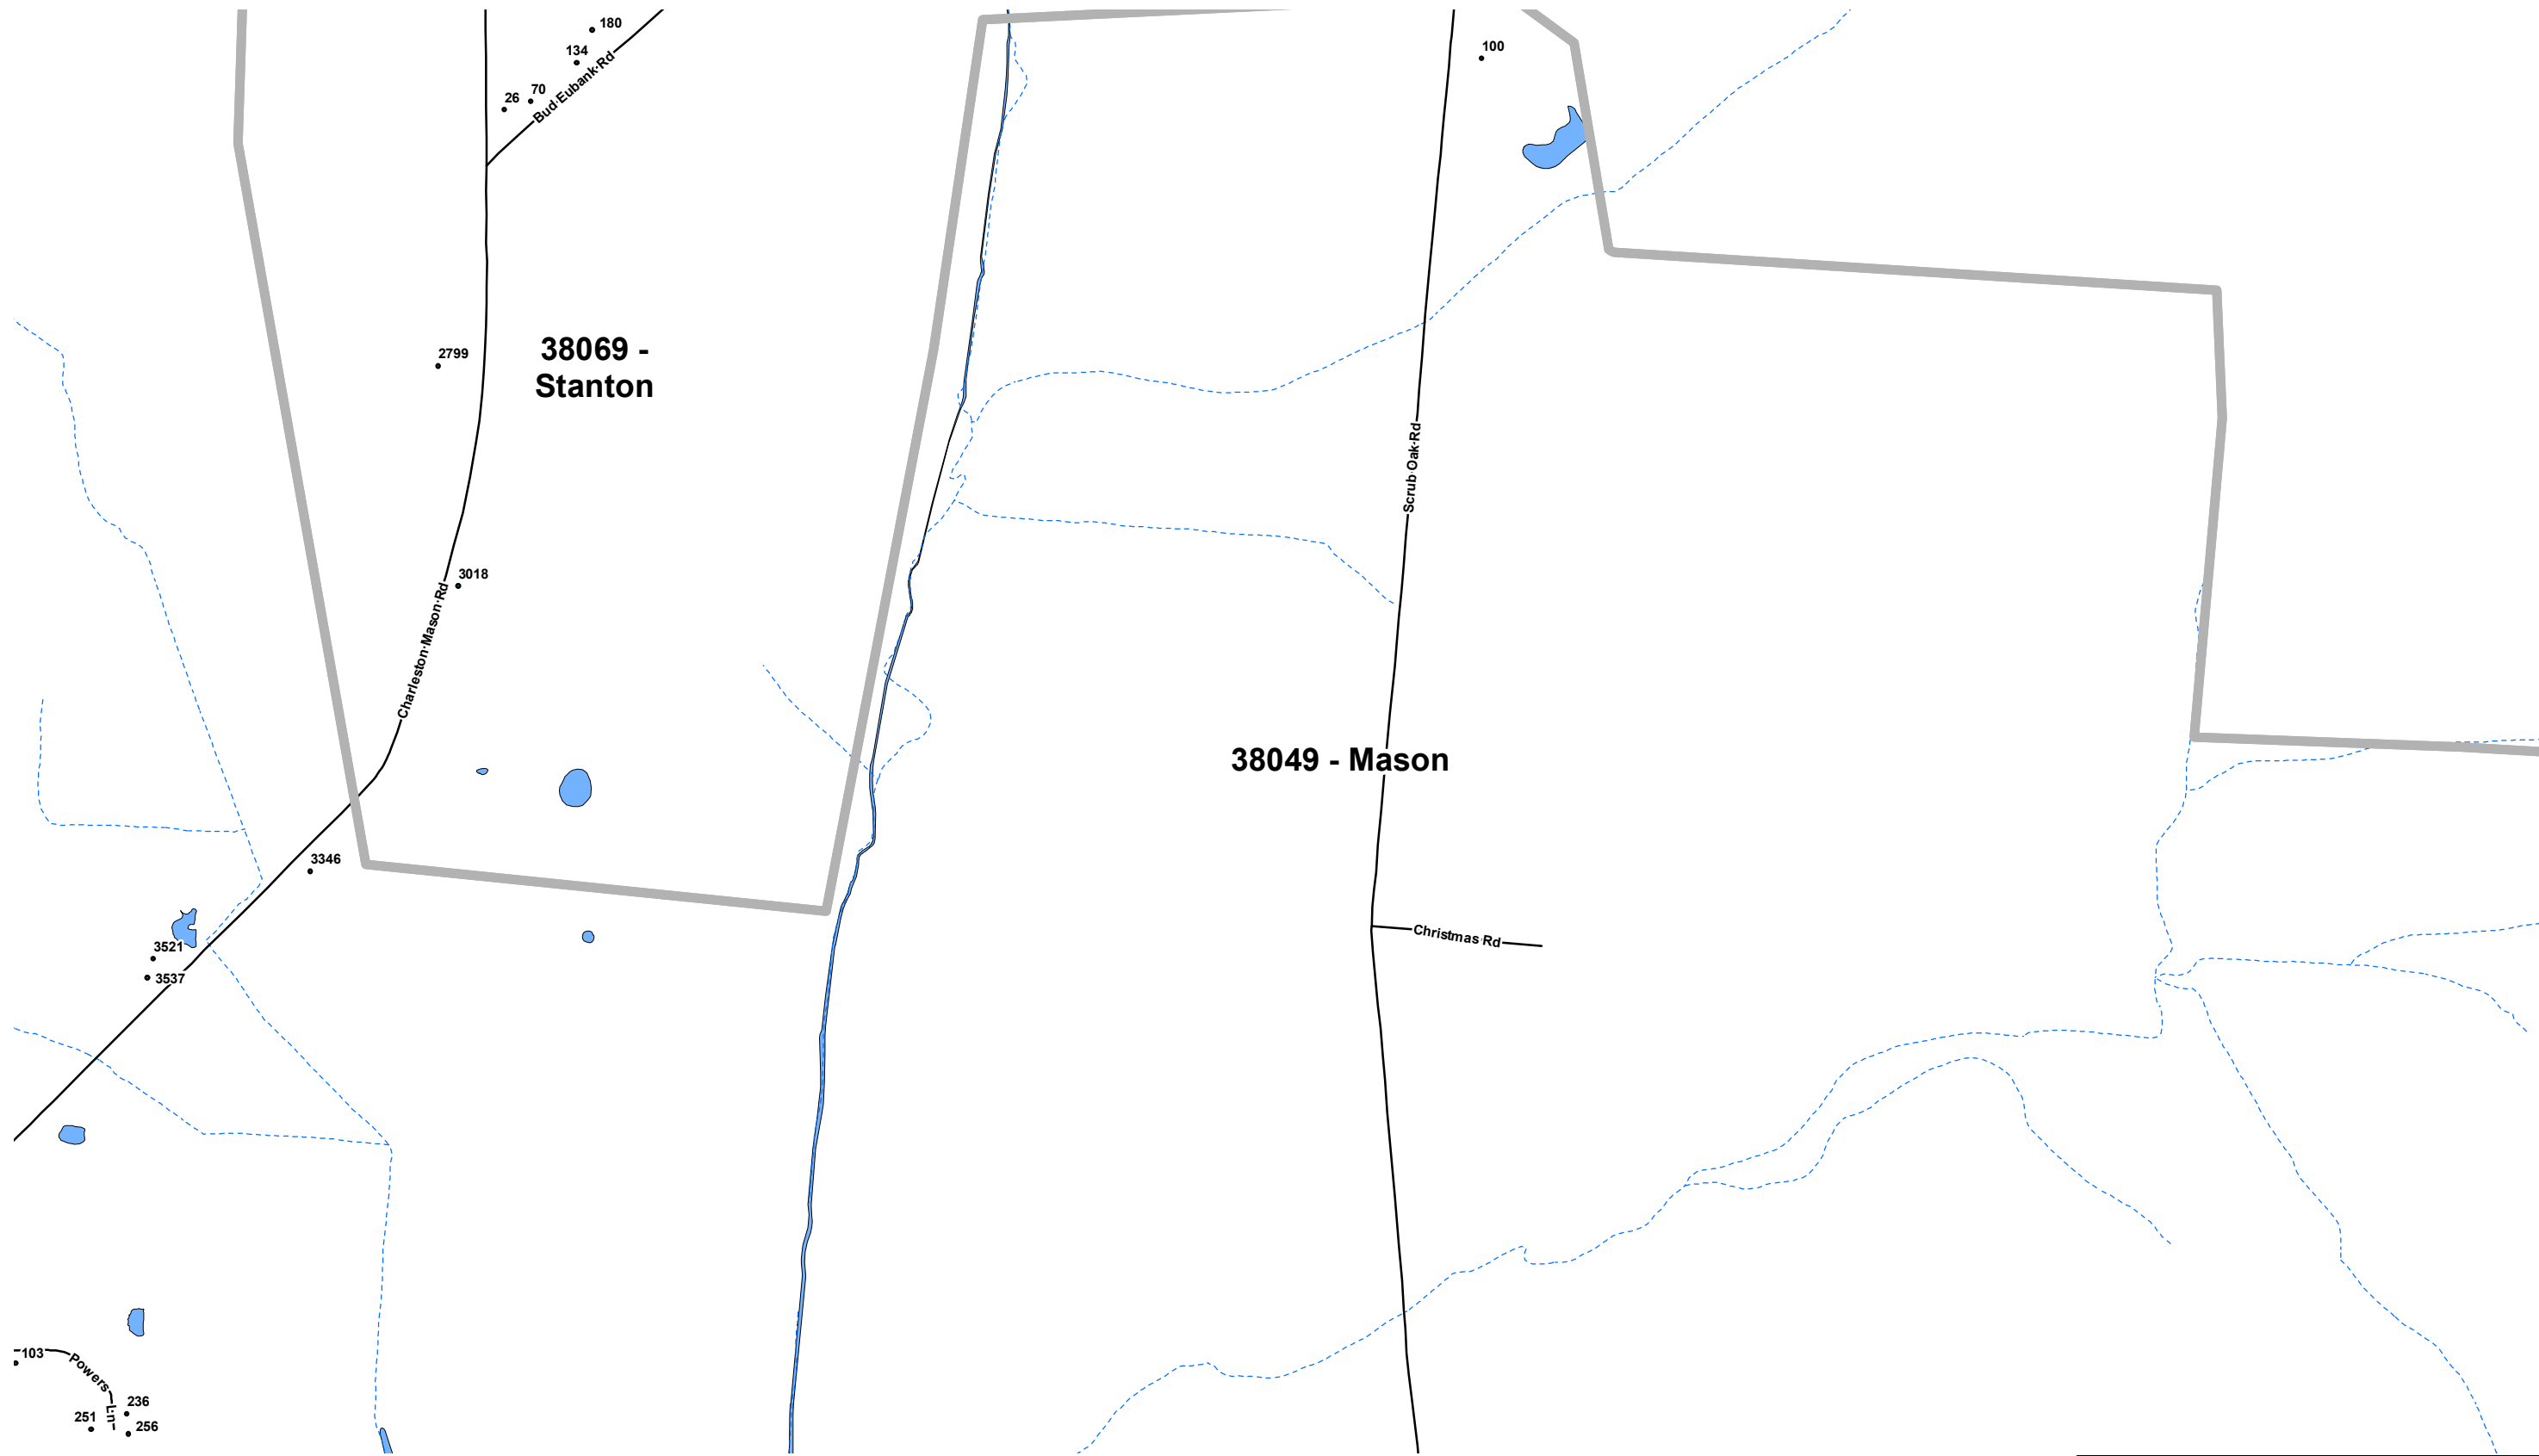 180
134
100
26
70
Bud Eubank Rd
38069 -
Stanton
2799
Scrub Oak Rd
3018
Charleston Mason Rd
38049 - Mason
3346
Christmas Rd
3521
3537
103
Powers Ln
236
251
256